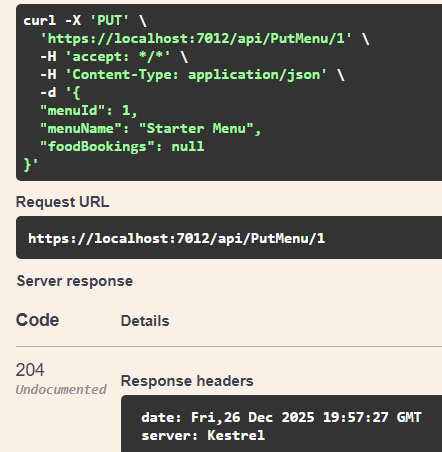 curl -X 'PUT' \
  'https://localhost:7012/api/PutMenu/1' \
  -H 'accept: */*' \
  -H 'Content-Type: application/json' \
  -d '{
  "menuId": 1,
  "menuName": "Starter Menu",
  "foodBookings": null
}'
Request URL
https://localhost:7012/api/PutMenu/1
Server response
Code Details
204
Undocumented
Response headers
date: Fri,26 Dec 2025 19:57:27 GMT
server: Kestrel